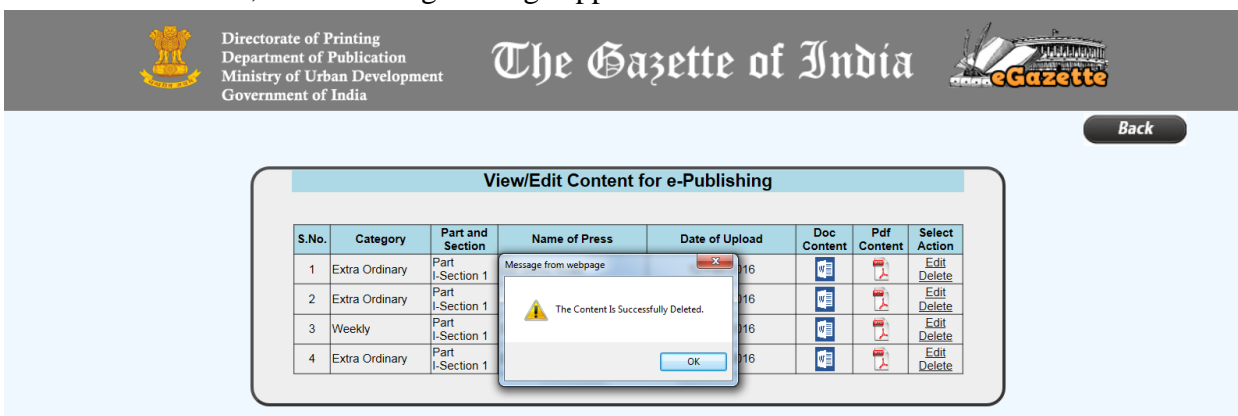 Directorate of Printing
Department of Publication
Ministry of Urban Development
Government of India
The Gazette of India
eGazette
Back
View/Edit Content for e-Publishing
S.No. Category Part and Section Name of Press Date of Upload Doc Content Pdf Content Select Action
1 Extra Ordinary Part I-Section 1 016 Edit Delete
2 Extra Ordinary Part I-Section 1 016 Edit Delete
3 Weekly Part I-Section 1 016 Edit Delete
4 Extra Ordinary Part I-Section 1 016 Edit Delete
Message from webpage
The Content Is Successfully Deleted.
OK